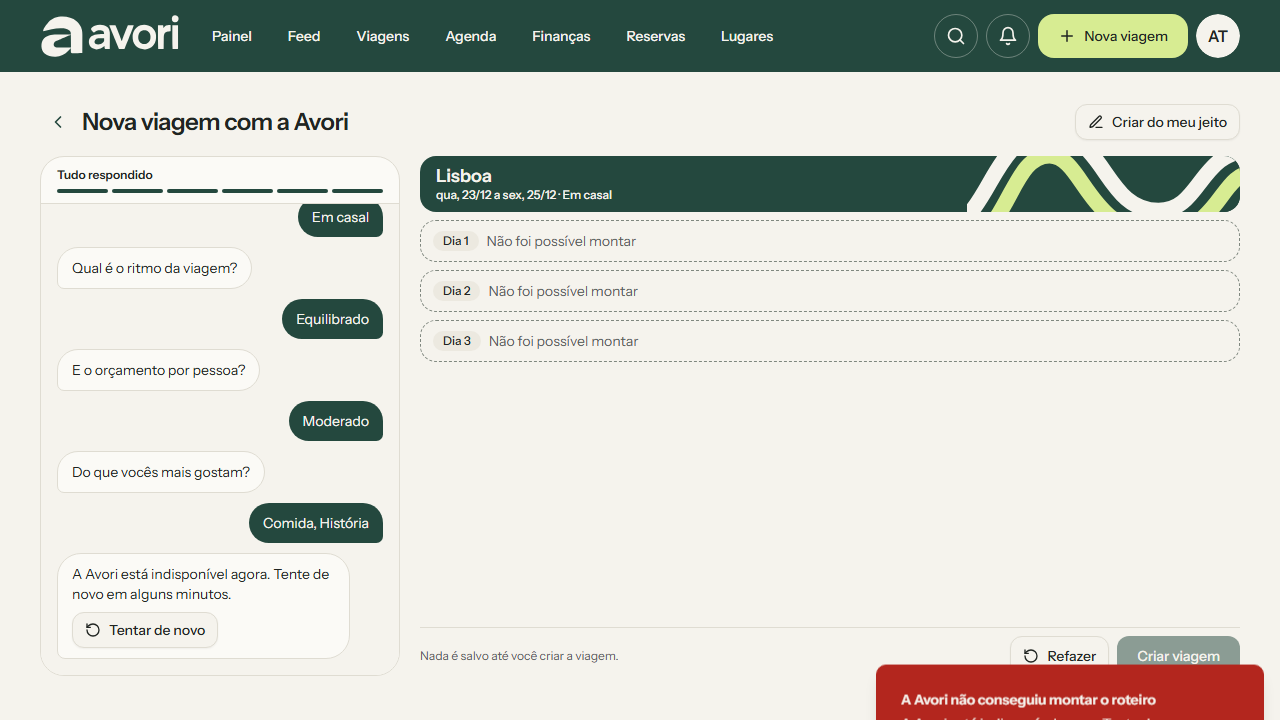 avori
Painel
Feed
Viagens
Agenda
Finanças
Reservas
Lugares
Nova viagem
AT
Nova viagem com a Avori
Criar do meu jeito
Tudo respondido
Em casal
Qual é o ritmo da viagem?
Equilibrado
E o orçamento por pessoa?
Moderado
Do que vocês mais gostam?
Comida, História
A Avori está indisponível agora. Tente de
novo em alguns minutos.
Tentar de novo
Lisboa
qua, 23/12 a sex, 25/12 · Em casal
Dia 1 Não foi possível montar
Dia 2 Não foi possível montar
Dia 3 Não foi possível montar
Nada é salvo até você criar a viagem.
Refazer
Criar viagem
A Avori não conseguiu montar o roteiro